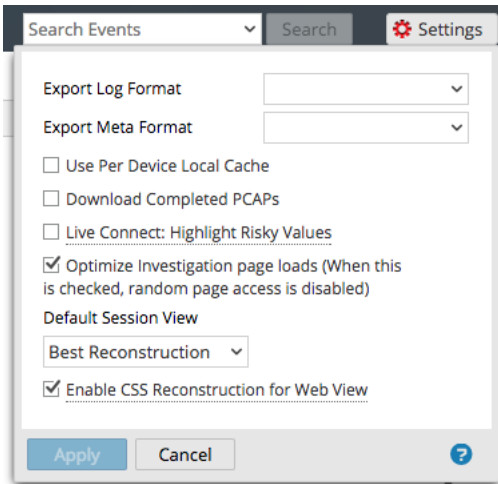 Search Events
Search
Settings
Export Log Format
Export Meta Format
Use Per Device Local Cache
Download Completed PCAPs
Live Connect: Highlight Risky Values
Optimize Investigation page loads (When this
is checked, random page access is disabled)
Default Session View
Best Reconstruction
Enable CSS Reconstruction for Web View
Apply
Cancel
?